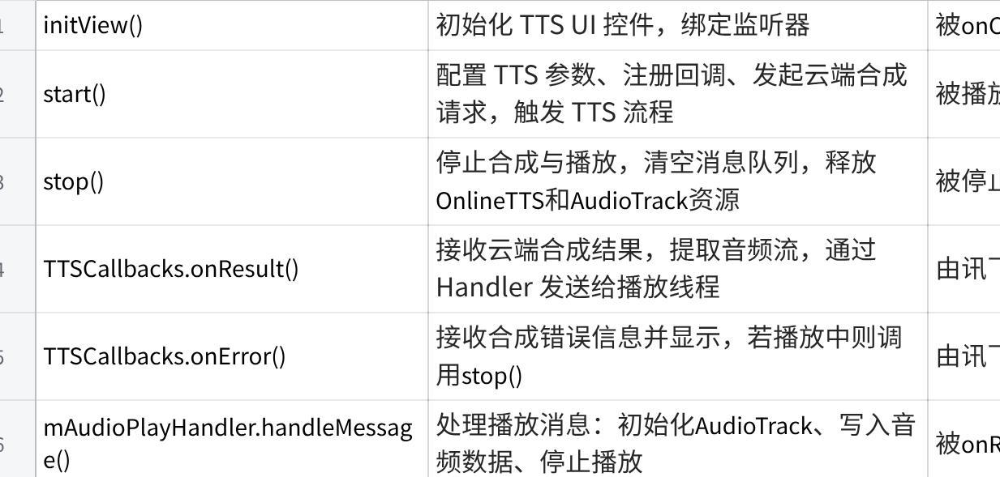 1
initView()
初始化 TTS UI 控件，绑定监听器
被onC
2
start()
配置 TTS 参数、注册回调、发起云端合成
请求，触发 TTS 流程
被播放
3
stop()
停止合成与播放，清空消息队列，释放
OnlineTTS和AudioTrack资源
被停止
4
TTSCallbacks.onResult()
接收云端合成结果，提取音频流，通过
Handler 发送给播放线程
由讯
5
TTSCallbacks.onError()
接收合成错误信息并显示，若播放中则调
用stop()
由讯
6
mAudioPlayHandler.handleMessag
e()
处理播放消息：初始化AudioTrack、写入音
频数据、停止播放
被onR